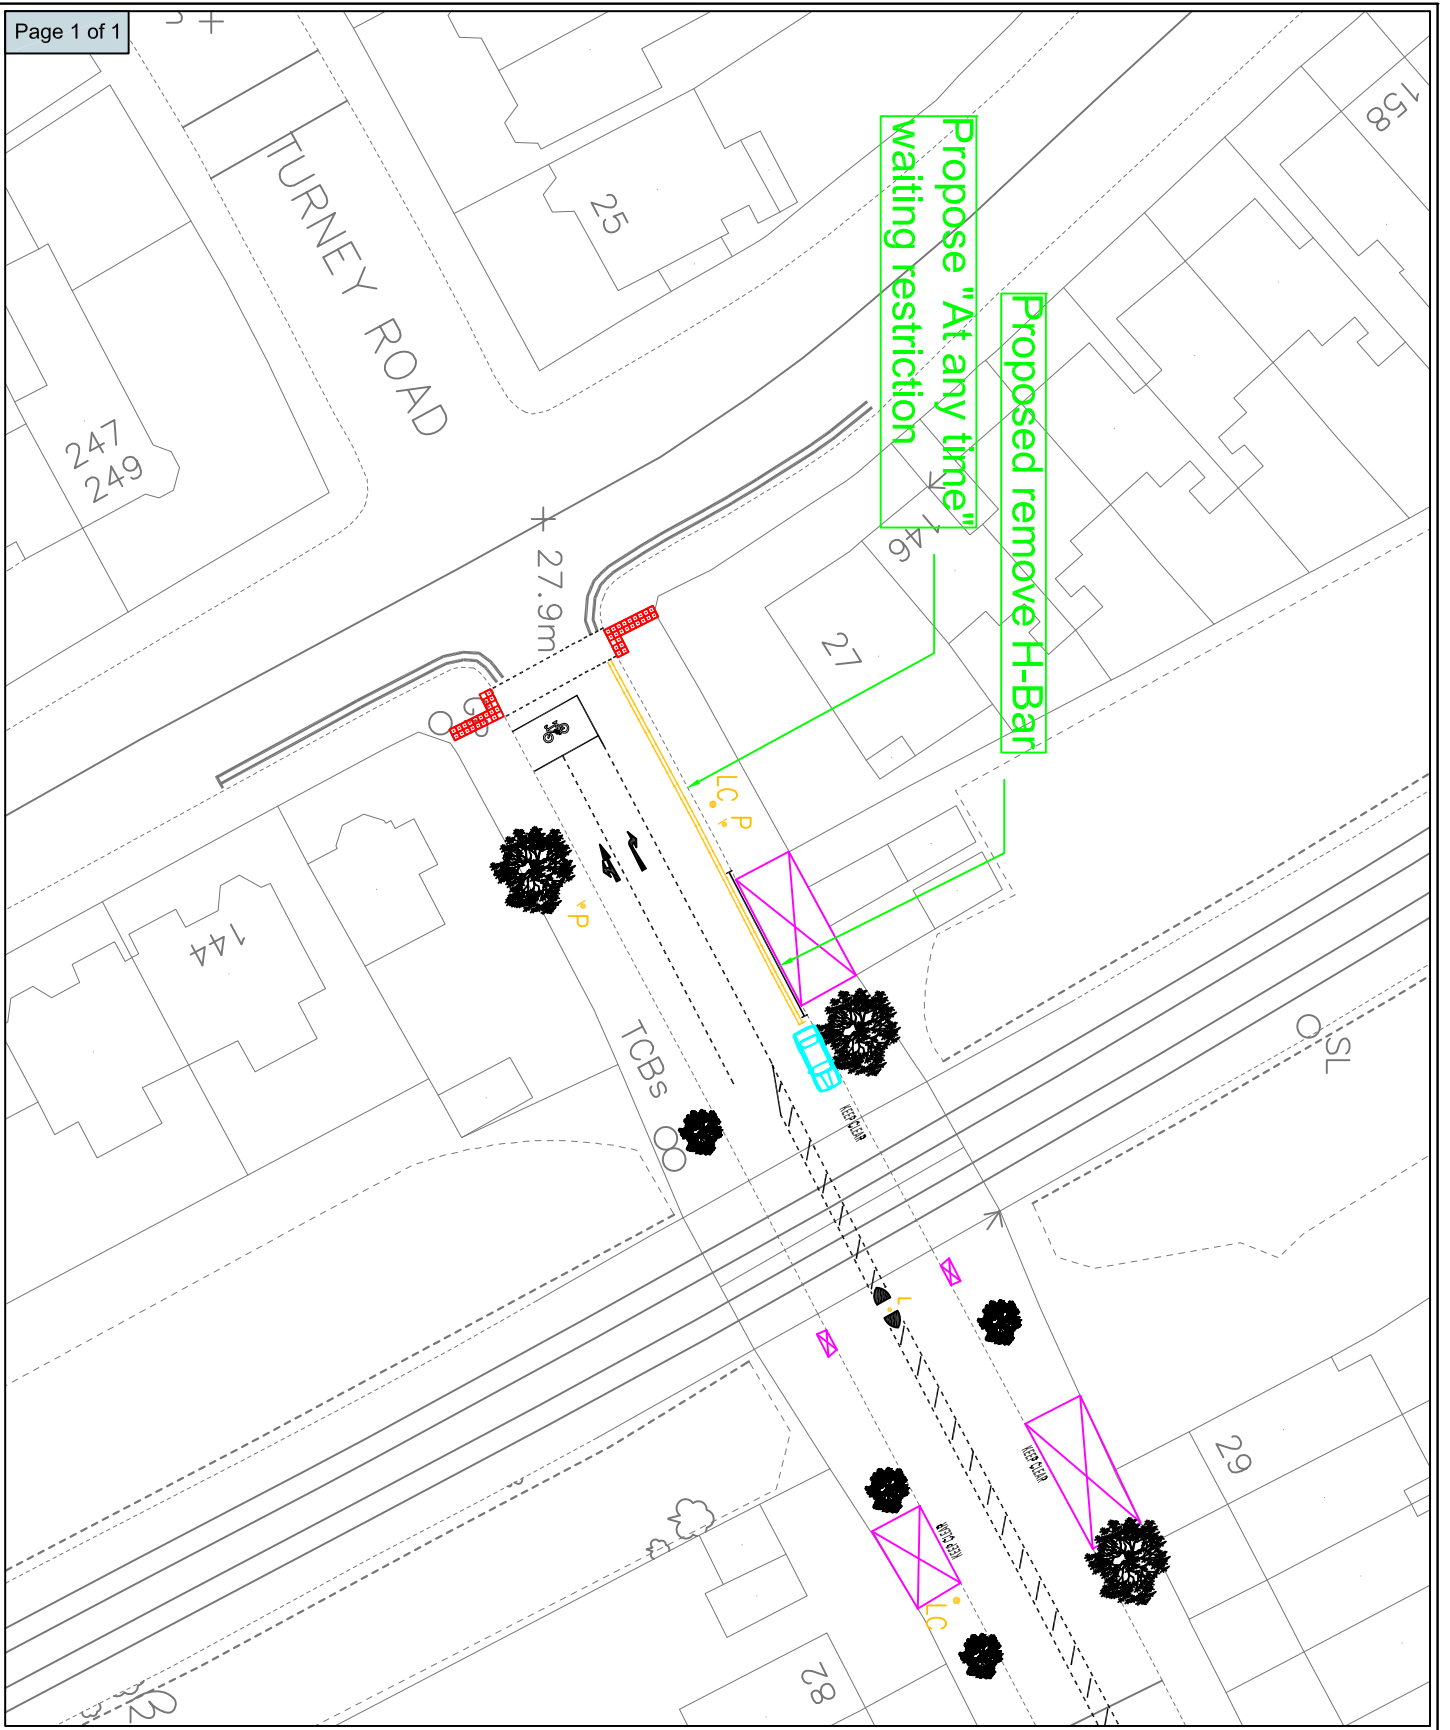 Page 1 of 1
158
TURNEY ROAD
25
Propose "At any time"
waiting restriction
Proposed remove H-Bar
247
249
146
27.9m
27
LC P
P
144
TCBs
SL
KEEP CLEAR
L
KEEP CLEAR
29
KEEP CLEAR
LC
28